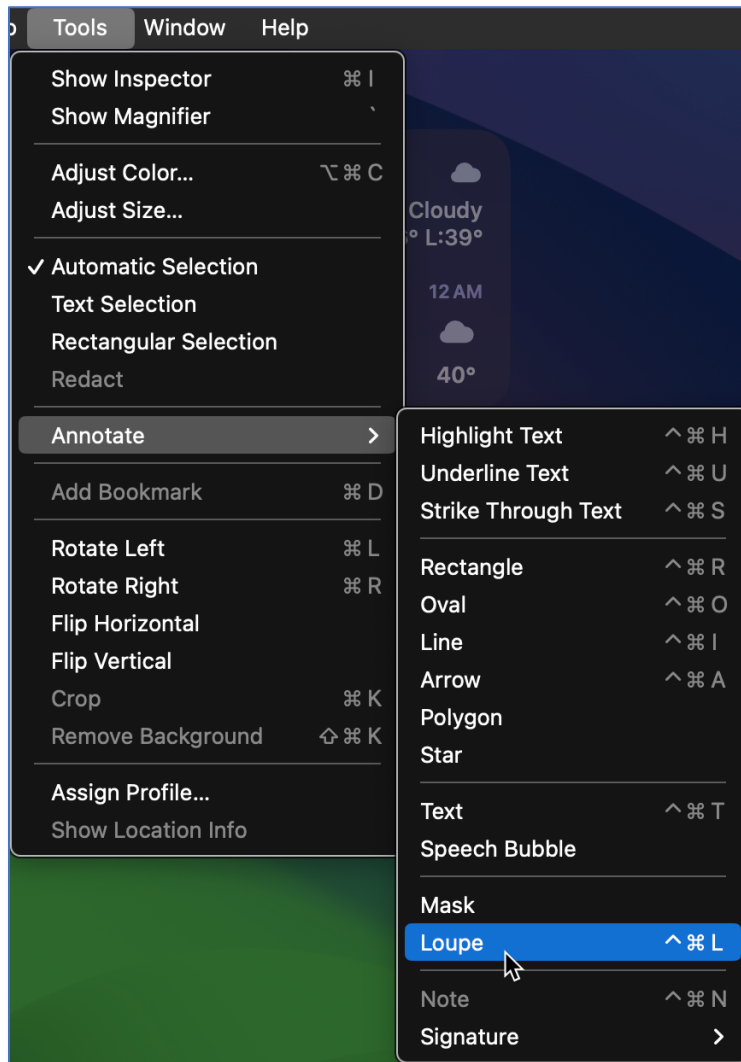 Tools Window Help
Show Inspector ⌘ I
Show Magnifier `
Adjust Color... ⌥ ⌘ C
Adjust Size...
Cloudy
° L:39°
✓ Automatic Selection
Text Selection
12 AM
Rectangular Selection
Redact
40°
Annotate >
Add Bookmark ⌘ D
Rotate Left ⌘ L
Rotate Right ⌘ R
Flip Horizontal
Flip Vertical
Crop ⌘ K
Remove Background ⇧ ⌘ K
Assign Profile...
Show Location Info
Highlight Text ^ ⌘ H
Underline Text ^ ⌘ U
Strike Through Text ^ ⌘ S
Rectangle ^ ⌘ R
Oval ^ ⌘ O
Line ^ ⌘ I
Arrow ^ ⌘ A
Polygon
Star
Text ^ ⌘ T
Speech Bubble
Mask
Loupe ^ ⌘ L
Note ^ ⌘ N
Signature >